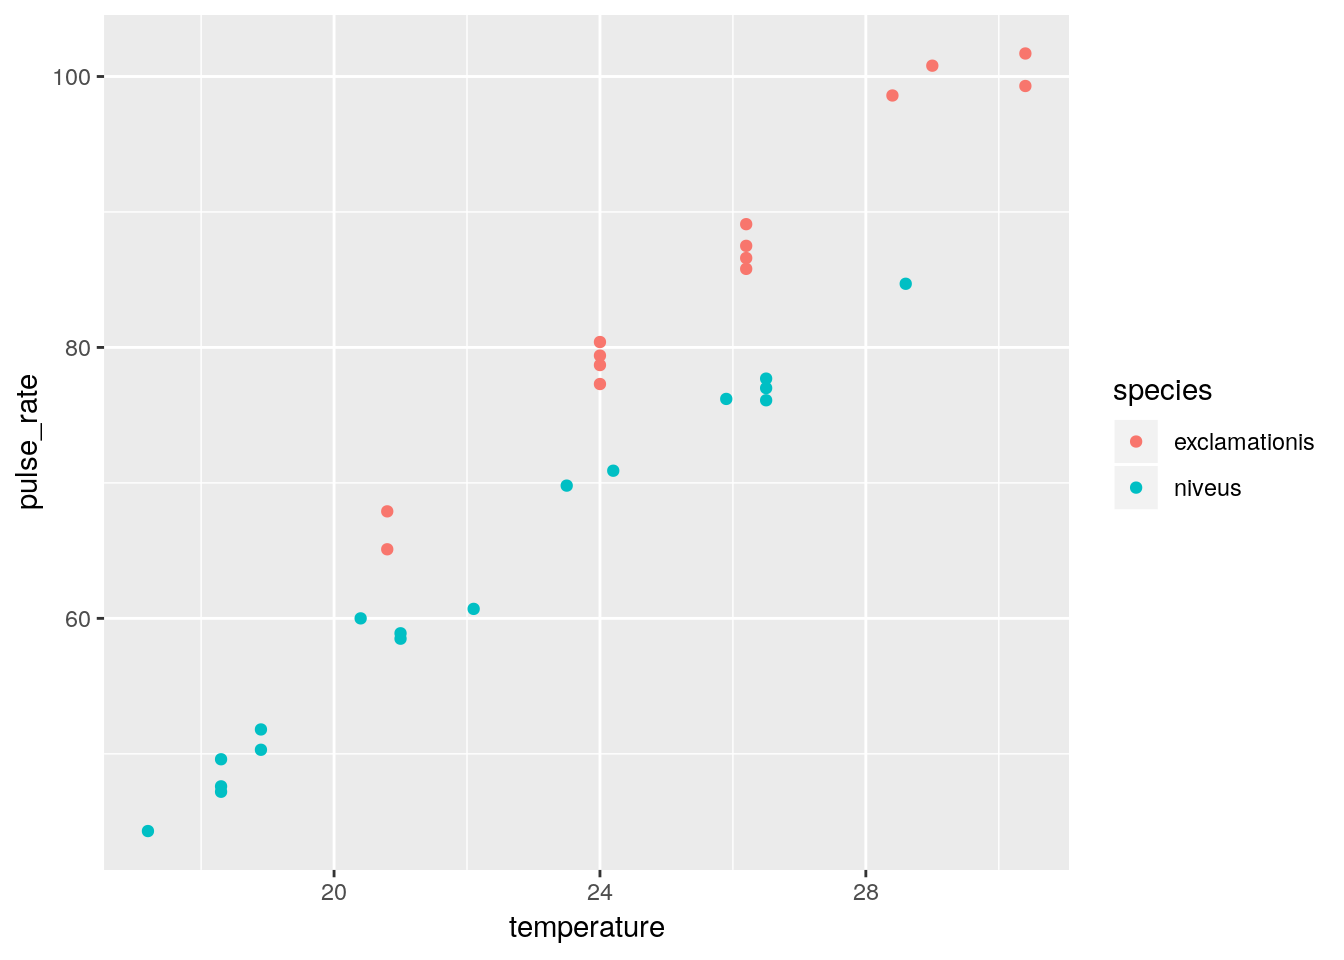 100
80
60
pulse_rate
20
24
28
temperature
species
exclamationis
niveus